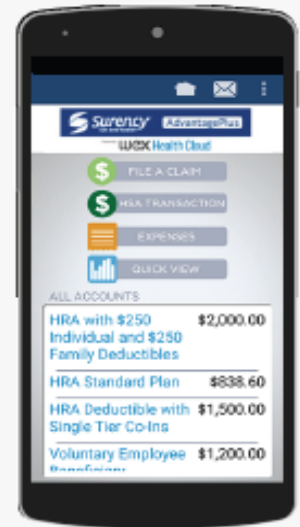 Surency AdvantagePlus
WEX Health Cloud
FILE A CLAIM
HSA TRANSACTION
EXPENSES
QUICK VIEW
ALL ACCOUNTS
HRA with $250 $2,000.00
Individual and $250
Family Deductibles
HRA Standard Plan $838.60
HRA Deductible with $1,500.00
Single Tier Co-Ins
Voluntary Employee $1,200.00